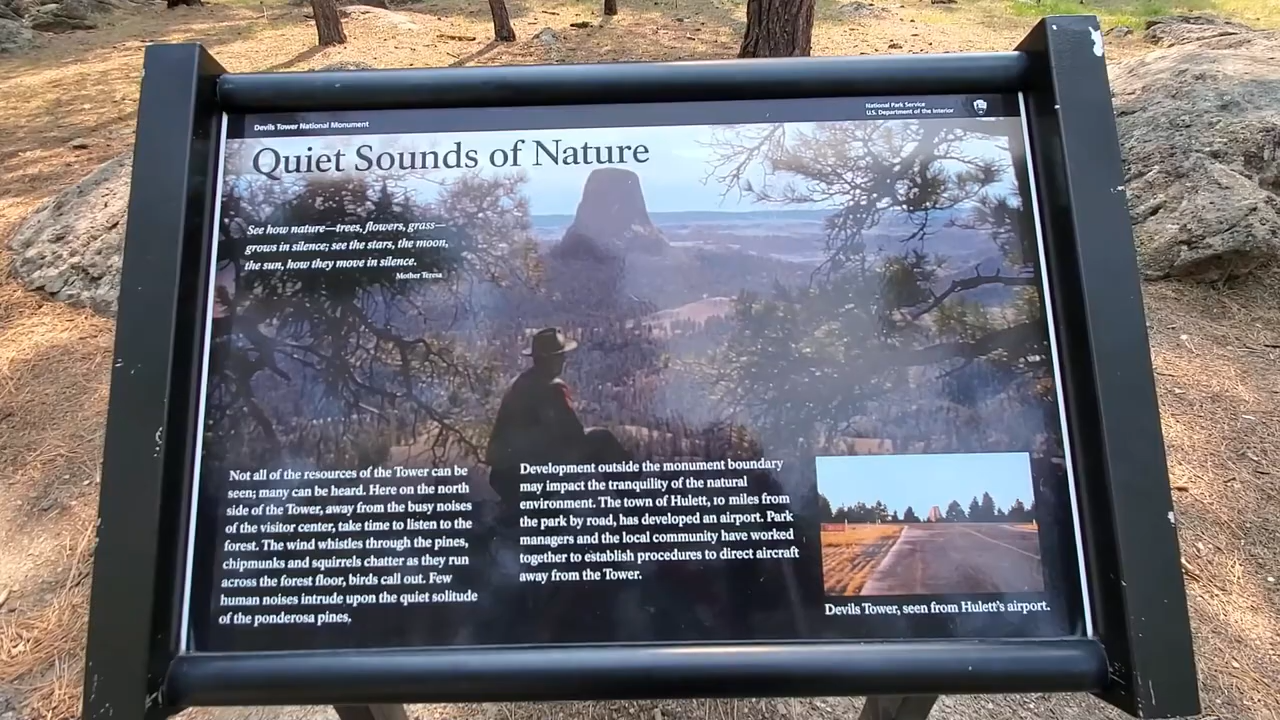 Devils Tower National Monument
National Park Service
U.S. Department of the Interior
Quiet Sounds of Nature
See how nature—trees, flowers, grass—
grows in silence; see the stars, the moon,
the sun, how they move in silence.
Mother Teresa
Not all of the resources of the Tower can be
seen; many can be heard. Here on the north
side of the Tower, away from the busy noises
of the visitor center, take time to listen to the
forest. The wind whistles through the pines,
chipmunks and squirrels chatter as they run
across the forest floor, birds call out. Few
human noises intrude upon the quiet solitude
of the ponderosa pines.
Development outside the monument boundary
may impact the tranquility of the natural
environment. The town of Hulett, 10 miles from
the park by road, has developed an airport. Park
managers and the local community have worked
together to establish procedures to direct aircraft
away from the Tower.
Devils Tower, seen from Hulett's airport.